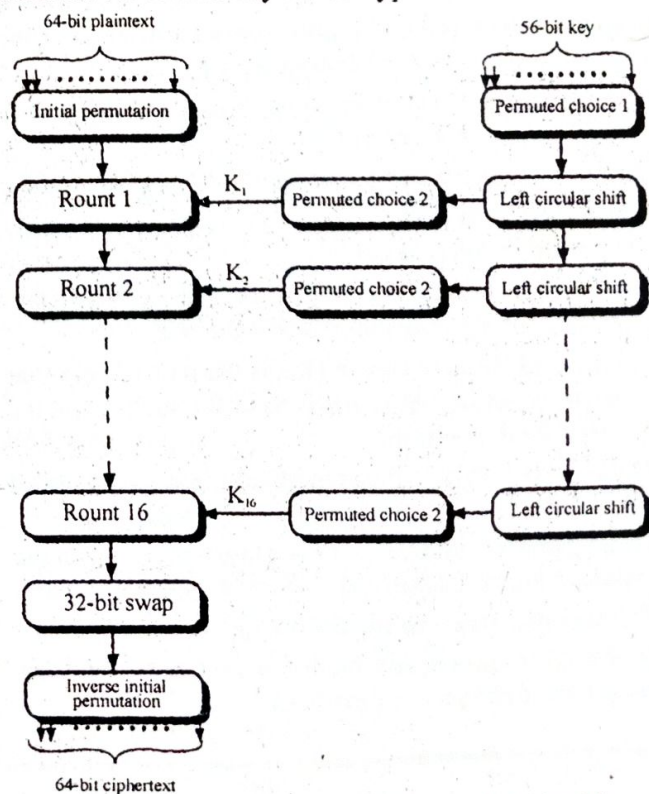 64-bit plaintext
56-bit key
Initial permutation
Permuted choice 1
Rount 1
K₁
Permuted choice 2
Left circular shift
Round 2
K₂
Permuted choice 2
Left circular shift
Rount 16
K₁₆
Permuted choice 2
Left circular shift
32-bit swap
Inverse initial
permutation
64-bit ciphertext